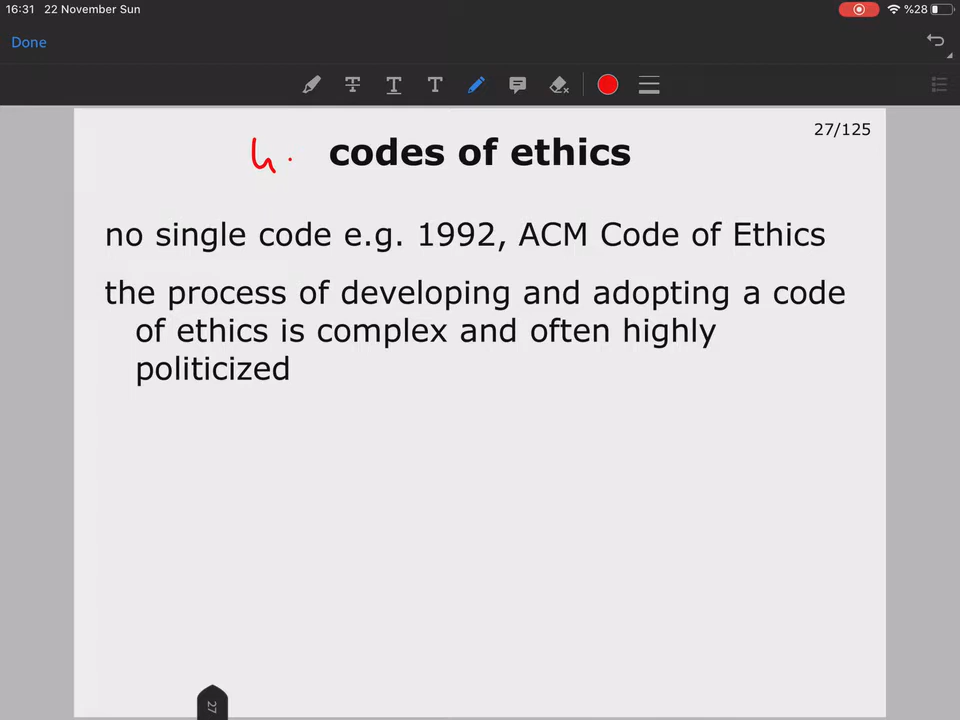 16:31 22 November Sun %28
Done
T T T
27/125
codes of ethics
no single code e.g. 1992, ACM Code of Ethics
the process of developing and adopting a code
of ethics is complex and often highly
politicized
27